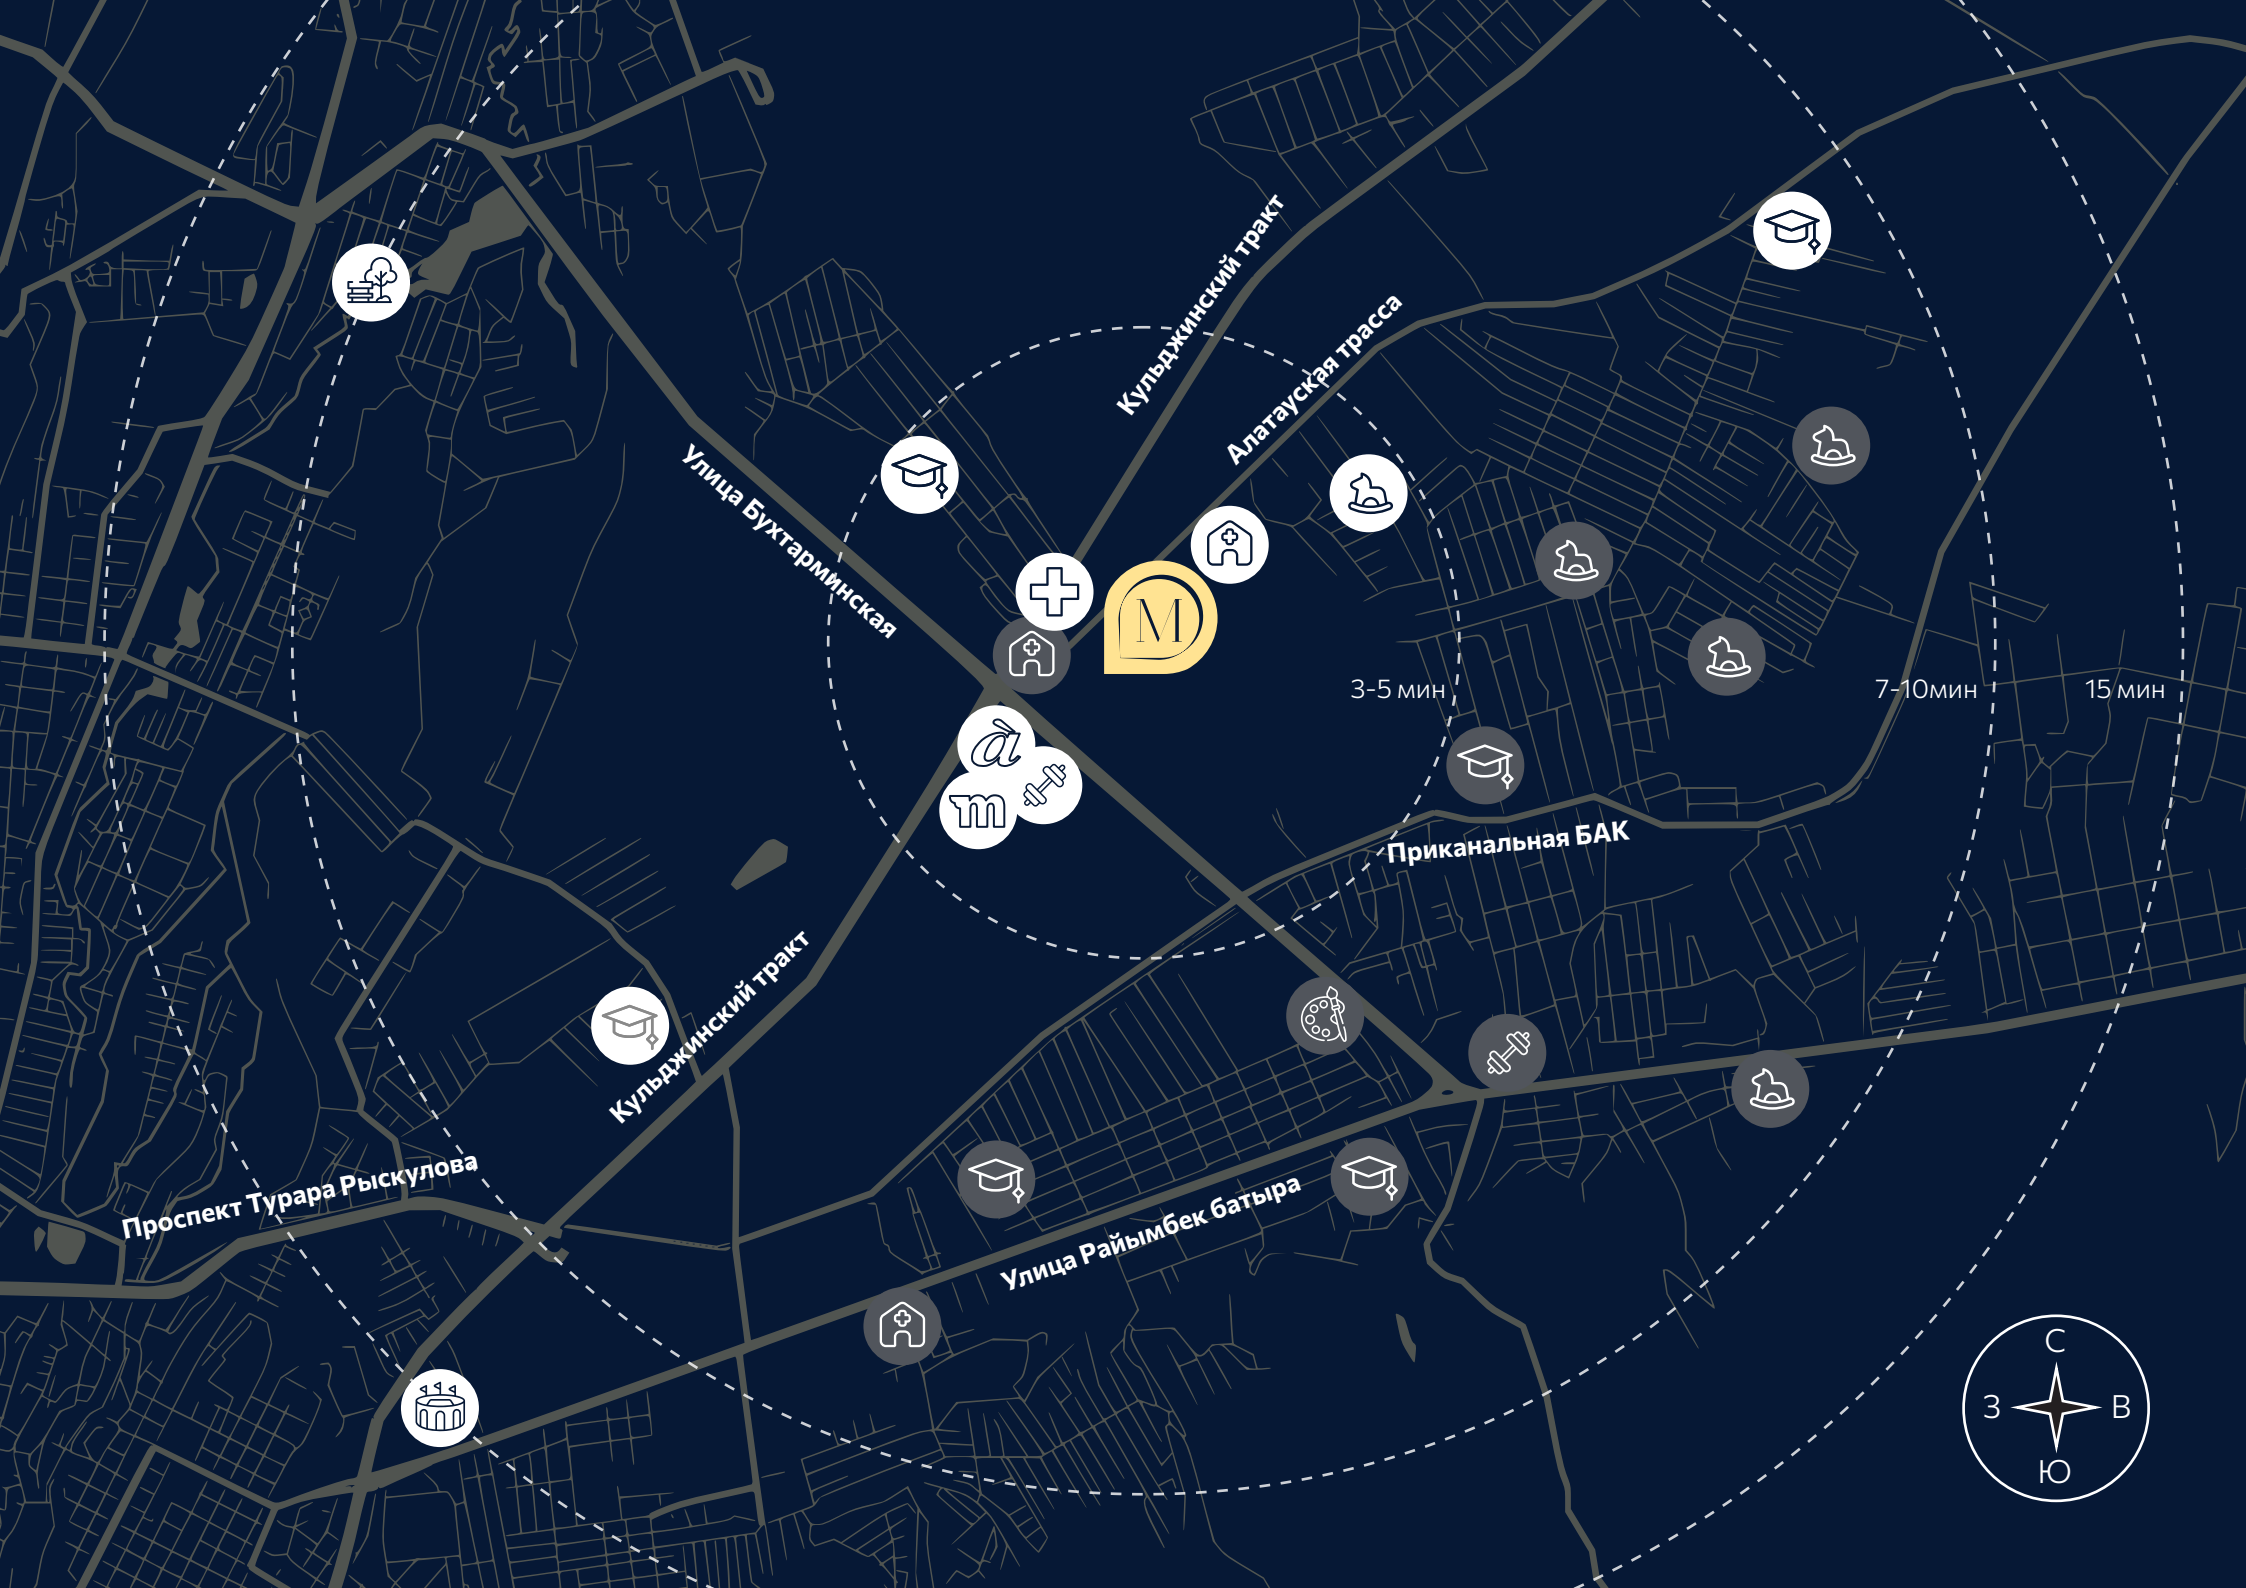 Кульджинский тракт
Алатауская трасса
Улица Бухтарминская
M
3-5 мин
7-10мин
15 мин
à
m
Приканальная БАК
Кульджинский тракт
Проспект Турара Рыскулова
Улица Райымбек батыра
С
З
В
Ю